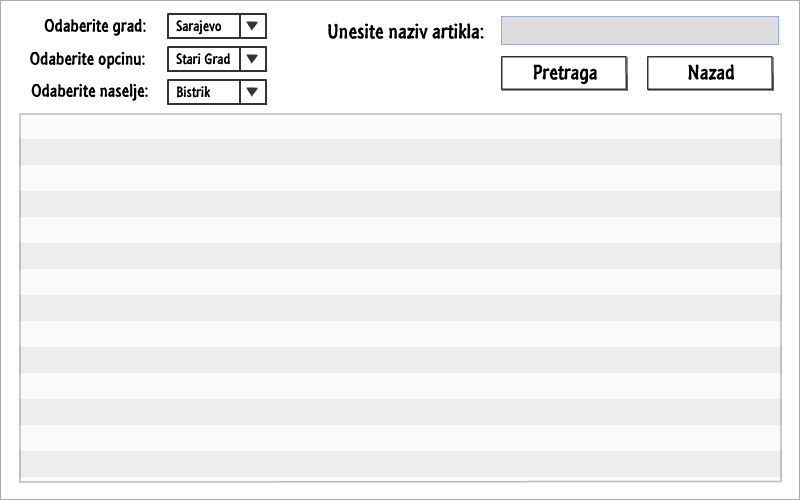 Odaberite grad: Sarajevo
Odaberite opcinu: Stari Grad
Odaberite naselje: Bistrik
Unesite naziv artikla:
Pretraga Nazad